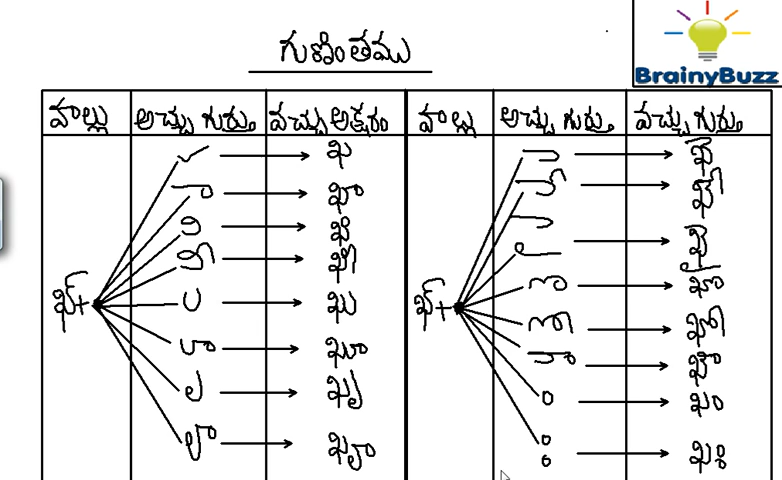 గుణింతము
BrainyBuzz
హల్లు అచ్చు గుర్తు వచ్చు అక్షరం హల్లు అచ్చు గుర్తు వచ్చు గుర్తు
ఖ్+
ఖ
ఖా
ఖి
ఖీ
ఖు
ఖూ
ఖృ
ఖౄ
ఖ్+
ఖె
ఖే
ఖై
ఖొ
ఖో
ఖౌ
ఖం
ఖః